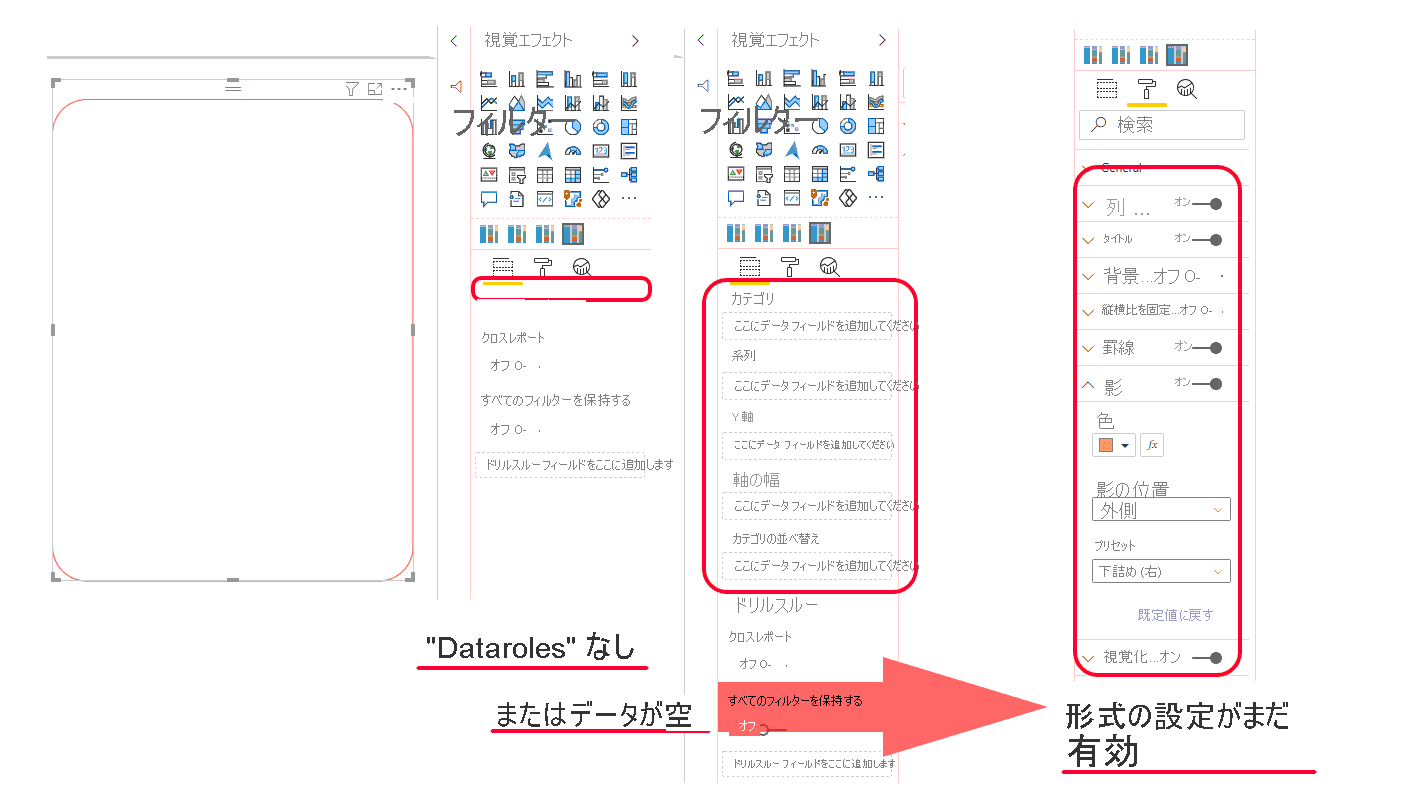 視覚エフェクト
フィルター
クロスレポート
オフ
すべてのフィルターを保持する
オフ
ドリルスルーフィールドをここに追加します
"Dataroles" なし
またはデータが空
視覚エフェクト
フィルター
カテゴリ
ここにデータ フィールドを追加してください
系列
ここにデータ フィールドを追加してください
Y 軸
ここにデータ フィールドを追加してください
軸の幅
ここにデータ フィールドを追加してください
カテゴリの並べ替え
ここにデータ フィールドを追加してください
ドリルスルー
クロスレポート
オフ
すべてのフィルターを保持する
オフ
ドリルスルー フィールドをここに追加します
検索
General
列 ... オン
タイトル オン
背景...オフ
縦横比を固定...オフ
罫線 オン
影 オン
色
fx
影の位置
外側
プリセット
下詰め (右)
既定値に戻す
視覚化...オン
形式の設定がまだ
有効